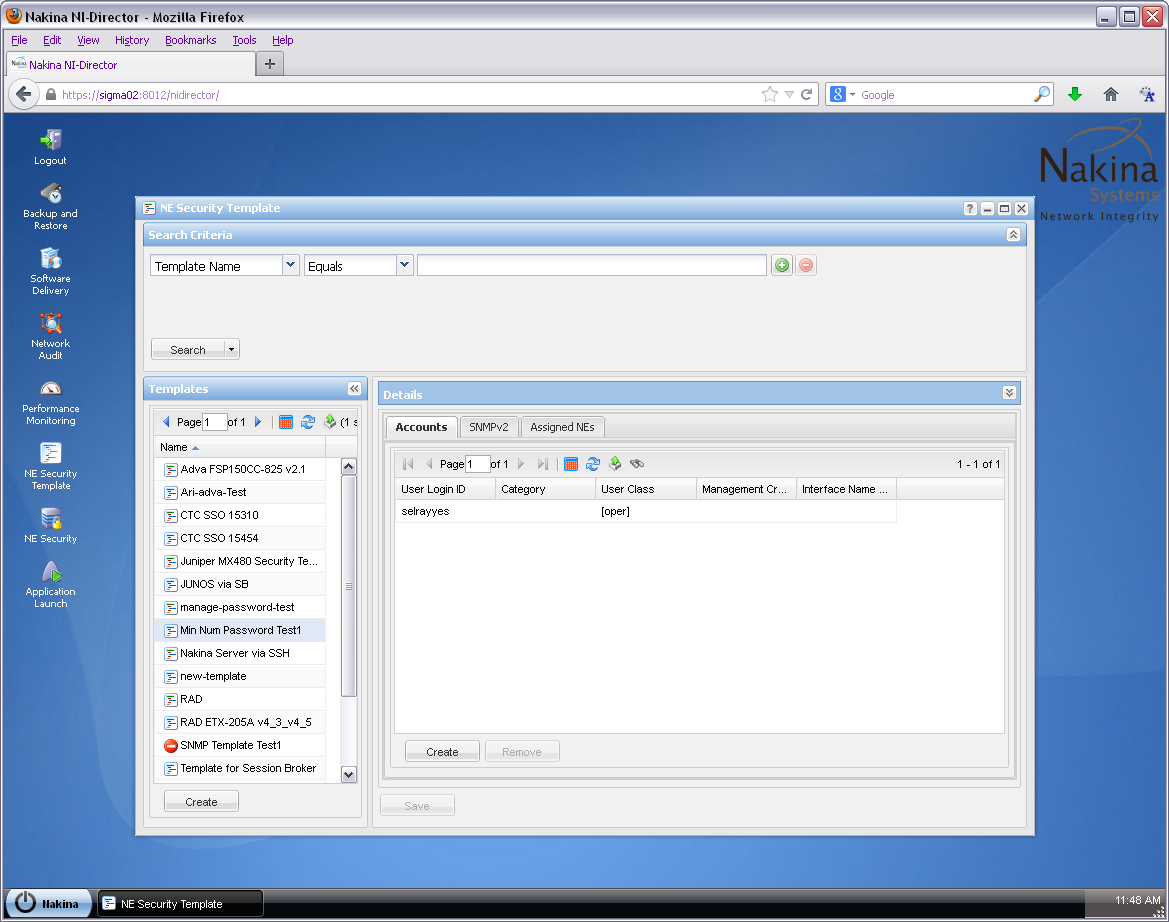 Nakina NI-Director - Mozilla Firefox
File Edit View History Bookmarks Tools Help
Nakina NI-Director
https://sigma02:8012/nidirector/
Google
Logout
Backup and
Restore
Software
Delivery
Network
Audit
Performance
Monitoring
NE Security
Template
NE Security
Application
Launch
Nakina
Systems
Network Integrity
NE Security Template
Search Criteria
Template Name Equals
Search
Templates
Page 1 of 1 (1 s
Name
Adva FSP150CC-825 v2.1
Ari-adva-Test
CTC SSO 15310
CTC SSO 15454
Juniper MX480 Security Te...
JUNOS via SB
manage-password-test
Min Num Password Test1
Nakina Server via SSH
new-template
RAD
RAD ETX-205A v4_3_v4_5
SNMP Template Test1
Template for Session Broker
Create
Details
Accounts SNMPv2 Assigned NEs
Page 1 of 1 1 - 1 of 1
User Login ID Category User Class Management Cr... Interface Name ...
selrayyes [oper]
Create Remove
Save
Nakina NE Security Template 11:48 AM